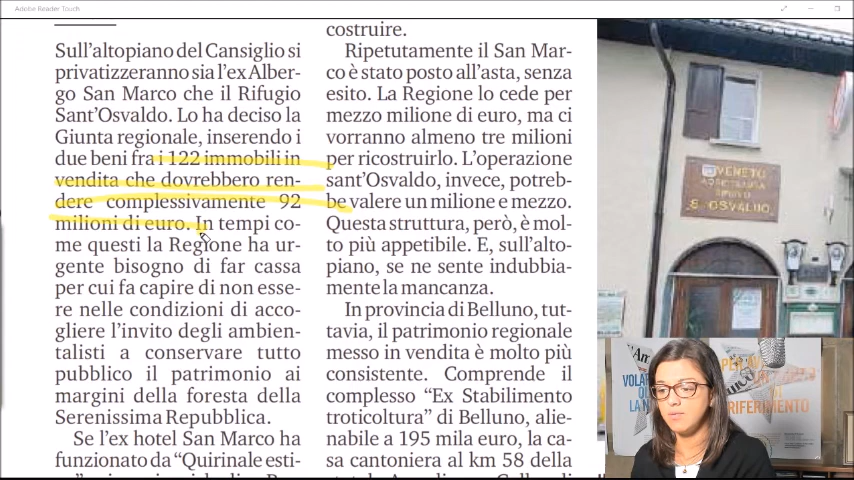 Adobe Reader Touch
Sull'altopiano del Cansiglio si
privatizzeranno sia l'ex Alber-
go San Marco che il Rifugio
Sant'Osvaldo. Lo ha deciso la
Giunta regionale, inserendo i
due beni fra i 122 immobili in
vendita che dovrebbero ren-
dere complessivamente 92
milioni di euro. In tempi co-
me questi la Regione ha ur-
gente bisogno di far cassa
per cui fa capire di non esse-
re nelle condizioni di acco-
gliere l'invito degli ambien-
talisti a conservare tutto
pubblico il patrimonio ai
margini della foresta della
Serenissima Repubblica.
Se l'ex hotel San Marco ha
funzionato da "Quirinale esti-
costruire.
Ripetutamente il San Mar-
co è stato posto all'asta, senza
esito. La Regione lo cede per
mezzo milione di euro, ma ci
vorranno almeno tre milioni
per ricostruirlo. L'operazione
sant'Osvaldo, invece, potreb-
be valere un milione e mezzo.
Questa struttura, però, è mol-
to più appetibile. E, sull'alto-
piano, se ne sente indubbia-
mente la mancanza.
In provincia di Belluno, tut-
tavia, il patrimonio regionale
messo in vendita è molto più
consistente. Comprende il
complesso "Ex Stabilimento
troticoltura" di Belluno, alie-
nabile a 195 mila euro, la ca-
sa cantoniera al km 58 della
VENETO
AGRICOLTURA
RIFUGIO
S. OSVALDO
VOLA
OL
LA N
PER
RIFERIMENTO